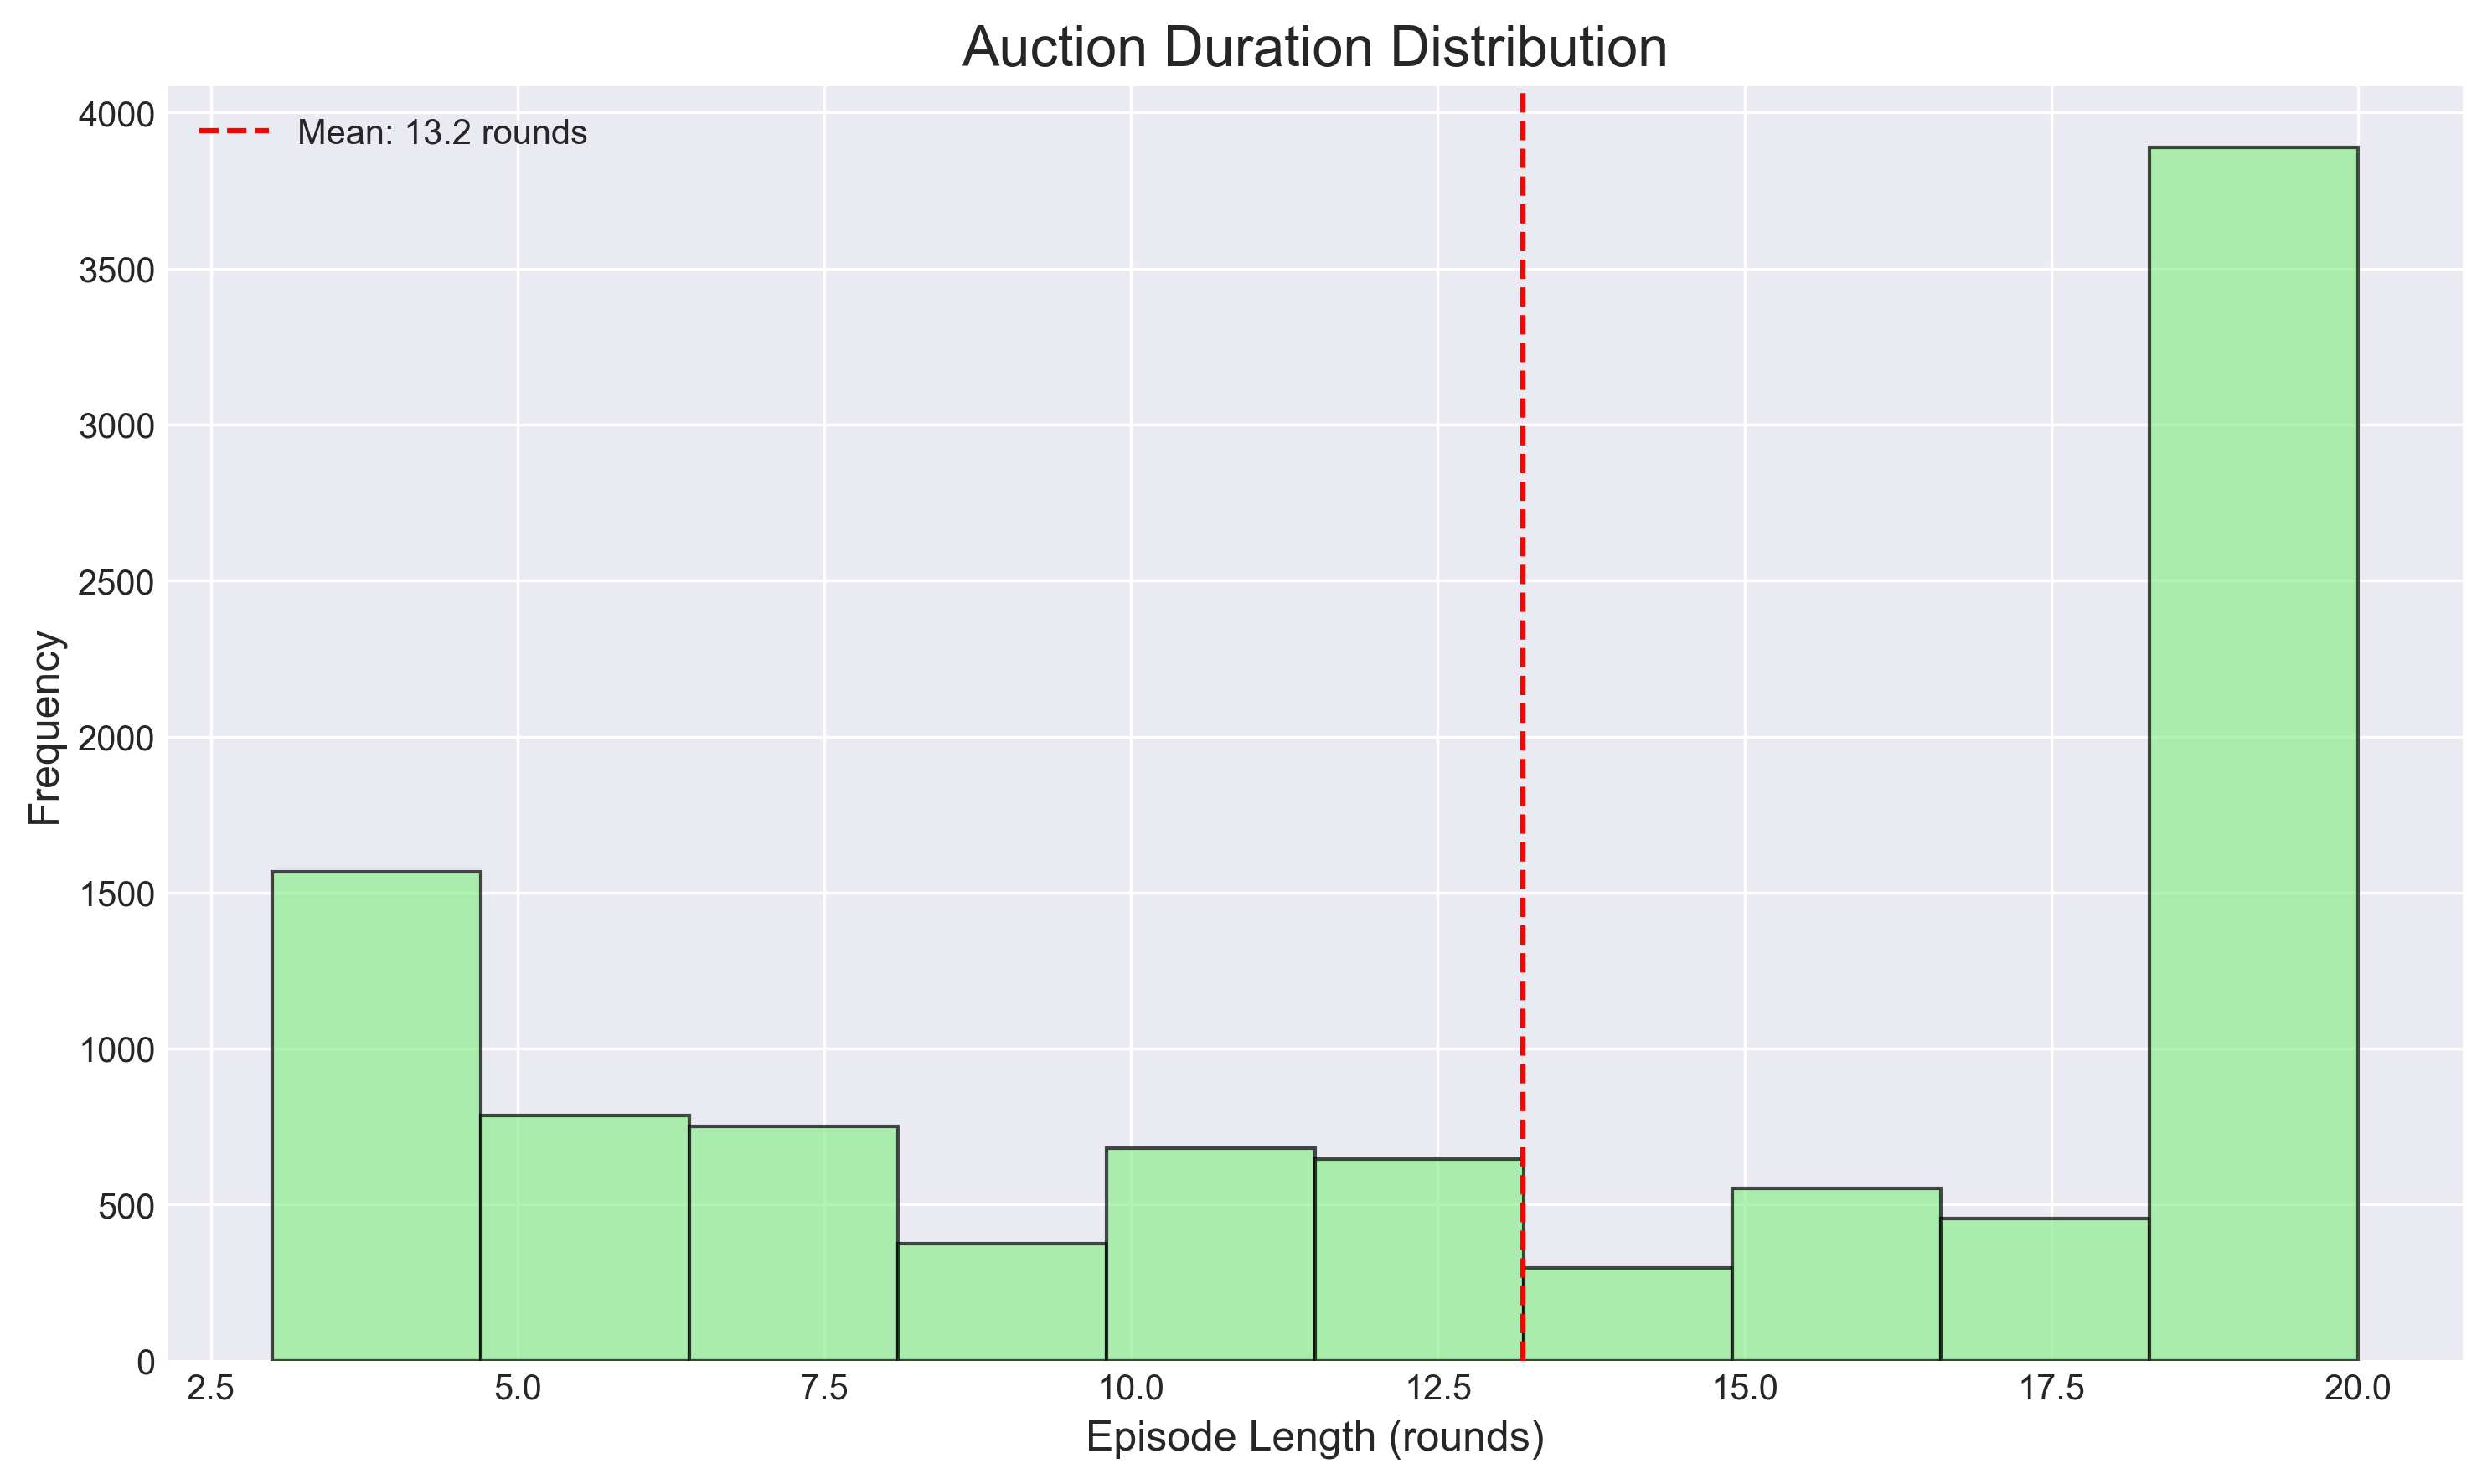 Auction Duration Distribution
Mean: 13.2 rounds
4000
3500
3000
2500
2000
1500
1000
500
0
Frequency
2.5 5.0 7.5 10.0 12.5 15.0 17.5 20.0
Episode Length (rounds)